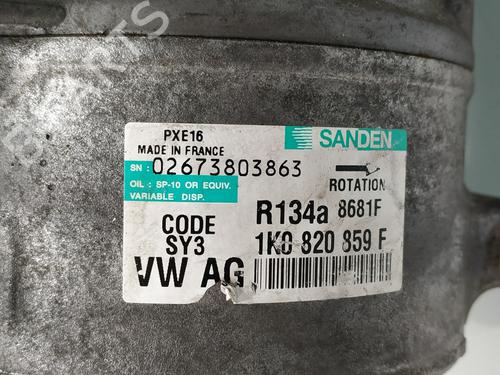 PXE16
MADE IN FRANCE
SANDEN
SN : 02673803863
OIL : SP-10 OR EQUIV.
VARIABLE DISP.
ROTATION
CODE
SY3
R134a 8681F
1K0 820 859 F
VW AG
PARTS